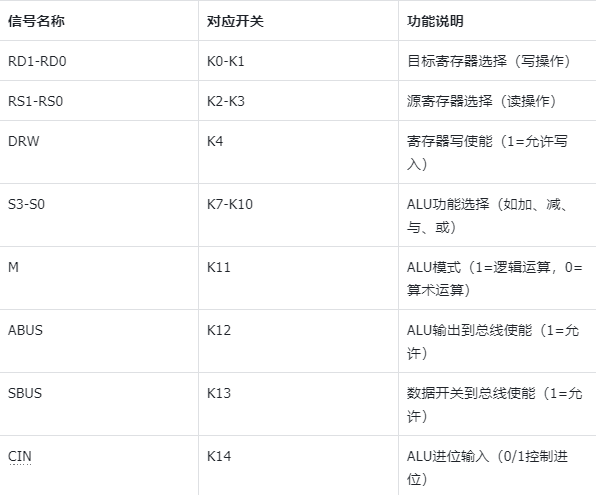 信号名称 对应开关 功能说明
RD1-RD0 K0-K1 目标寄存器选择（写操作）
RS1-RS0 K2-K3 源寄存器选择（读操作）
DRW K4 寄存器写使能（1=允许写
入）
S3-S0 K7-K10 ALU功能选择（如加、减、
与、或）
M K11 ALU模式（1=逻辑运算，0=
算术运算）
ABUS K12 ALU输出到总线使能（1=允
许）
SBUS K13 数据开关到总线使能（1=允
许）
CIN K14 ALU进位输入（0/1控制进
位）